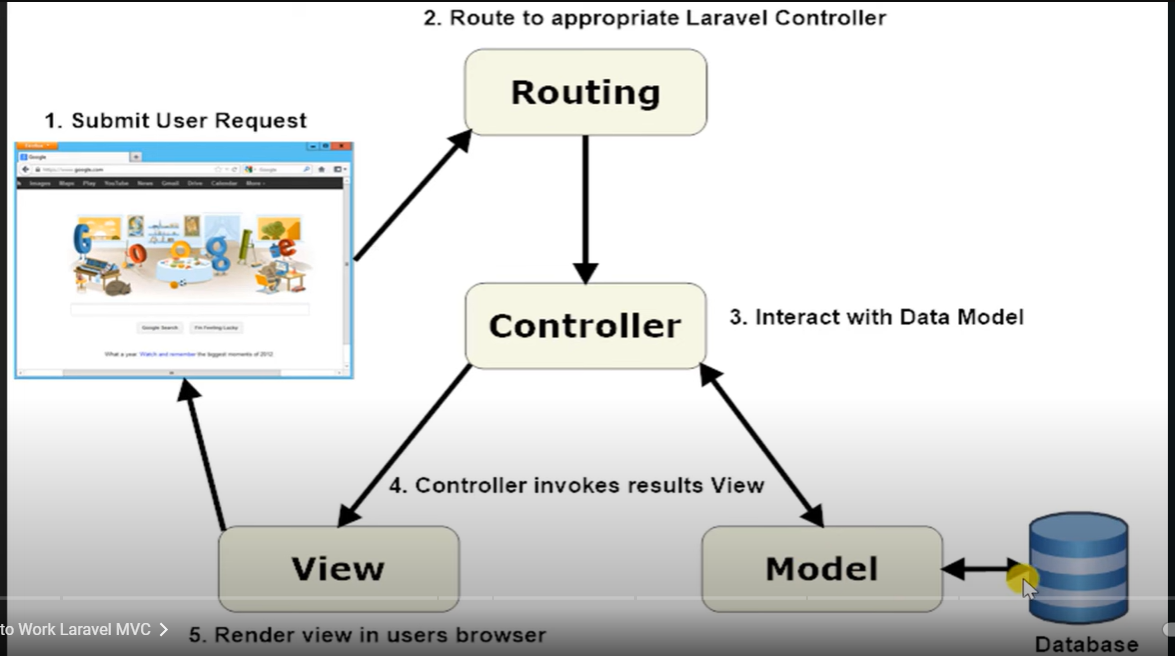 2. Route to appropriate Laravel Controller
Routing
1. Submit User Request
Google
https://www.google.com
Images Maps Play YouTube News Gmail Drive Calendar More
Google
Google Search I'm Feeling Lucky
What a year. Watch and remember the biggest moments of 2012
Controller
3. Interact with Data Model
4. Controller invokes results View
View
Model
to Work Laravel MVC
5. Render view in users browser
Database